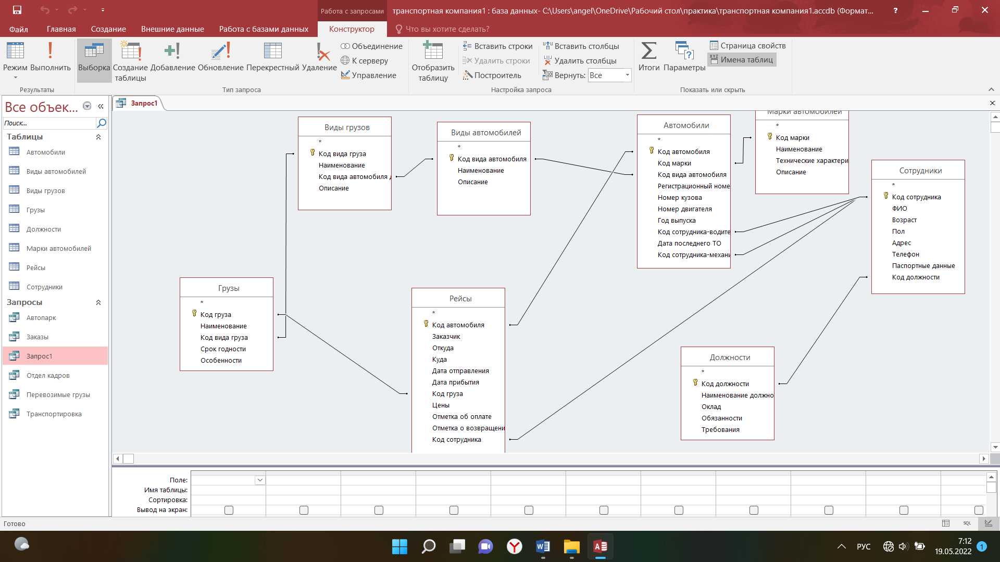 Работа с запросами
транспортная компания1 : база данных- C:\Users\angel\OneDrive\Рабочий стол\практика\транспортная компания1.accdb (Формат...
?
Файл
Главная
Создание
Внешние данные
Работа с базами данных
Конструктор
Что вы хотите сделать?
Режим
Выполнить
Результаты
Выборка
Создание таблицы
Добавление
Обновление
Перекрестный
Удаление
Объединение
К серверу
Управление
Тип запроса
Отобразить таблицу
Вставить строки
Удалить строки
Построитель
Вставить столбцы
Удалить столбцы
Вернуть: Все
Настройка запроса
Итоги
Параметры
Страница свойств
Имена таблиц
Показать или скрыть
Все объек...
Поиск...
Таблицы
Автомобили
Виды автомобилей
Виды грузов
Грузы
Должности
Марки автомобилей
Рейсы
Сотрудники
Запросы
Автопарк
Заказы
Запрос1
Отдел кадров
Перевозимые грузы
Транспортировка
Запрос1
Виды грузов
*
Код вида груза
Наименование
Код вида автомобиля д
Описание
Виды автомобилей
*
Код вида автомобиля
Наименование
Описание
Автомобили
*
Код автомобиля
Код марки
Код вида автомобиля
Регистрационный номе
Номер кузова
Номер двигателя
Год выпуска
Код сотрудника-водите
Дата последнего ТО
Код сотрудника-механи
Марки автомобилей
*
Код марки
Наименование
Технические характери
Описание
Сотрудники
*
Код сотрудника
ФИО
Возраст
Пол
Адрес
Телефон
Паспортные данные
Код должности
Грузы
*
Код груза
Наименование
Код вида груза
Срок годности
Особенности
Рейсы
*
Код автомобиля
Заказчик
Откуда
Куда
Дата отправления
Дата прибытия
Код груза
Цены
Отметка об оплате
Отметка о возвращени
Код сотрудника
Должности
*
Код должности
Наименование должно
Оклад
Обязанности
Требования
Поле:
Имя таблицы:
Сортировка:
Вывод на экран:
Готово
SQL
РУС
7:12
19.05.2022
1